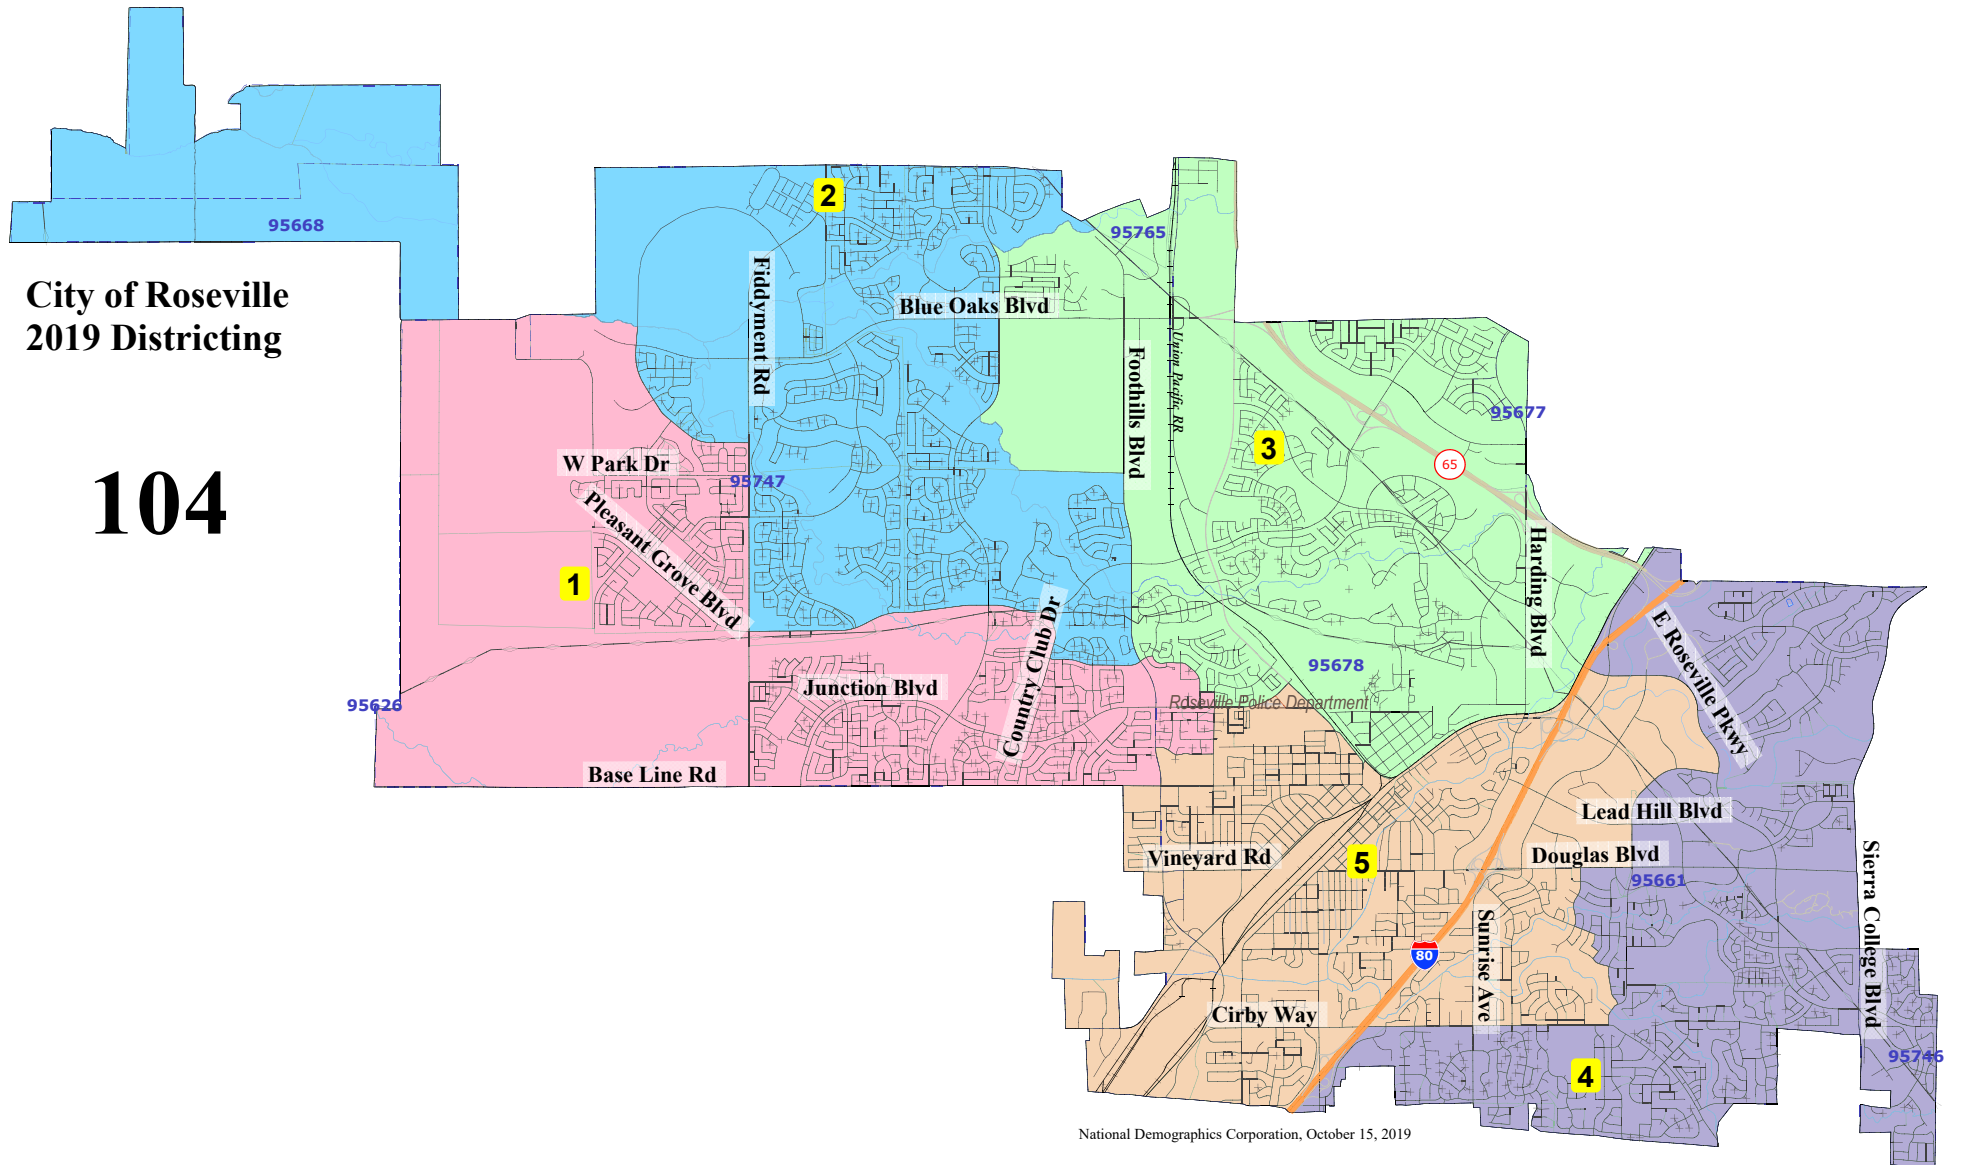 City of Roseville
2019 Districting
104
95668
2
95765
Fiddyment Rd
Blue Oaks Blvd
Foothills Blvd
Union Pacific RR
95677
3
65
W Park Dr
95747
Pleasant Grove Blvd
1
Harding Blvd
Country Club Dr
E Roseville Pkwy
95678
Junction Blvd
Roseville Police Department
95626
Base Line Rd
Lead Hill Blvd
Vineyard Rd
5
Douglas Blvd
95661
Sierra College Blvd
Sunrise Ave
80
Cirby Way
95746
4
National Demographics Corporation, October 15, 2019